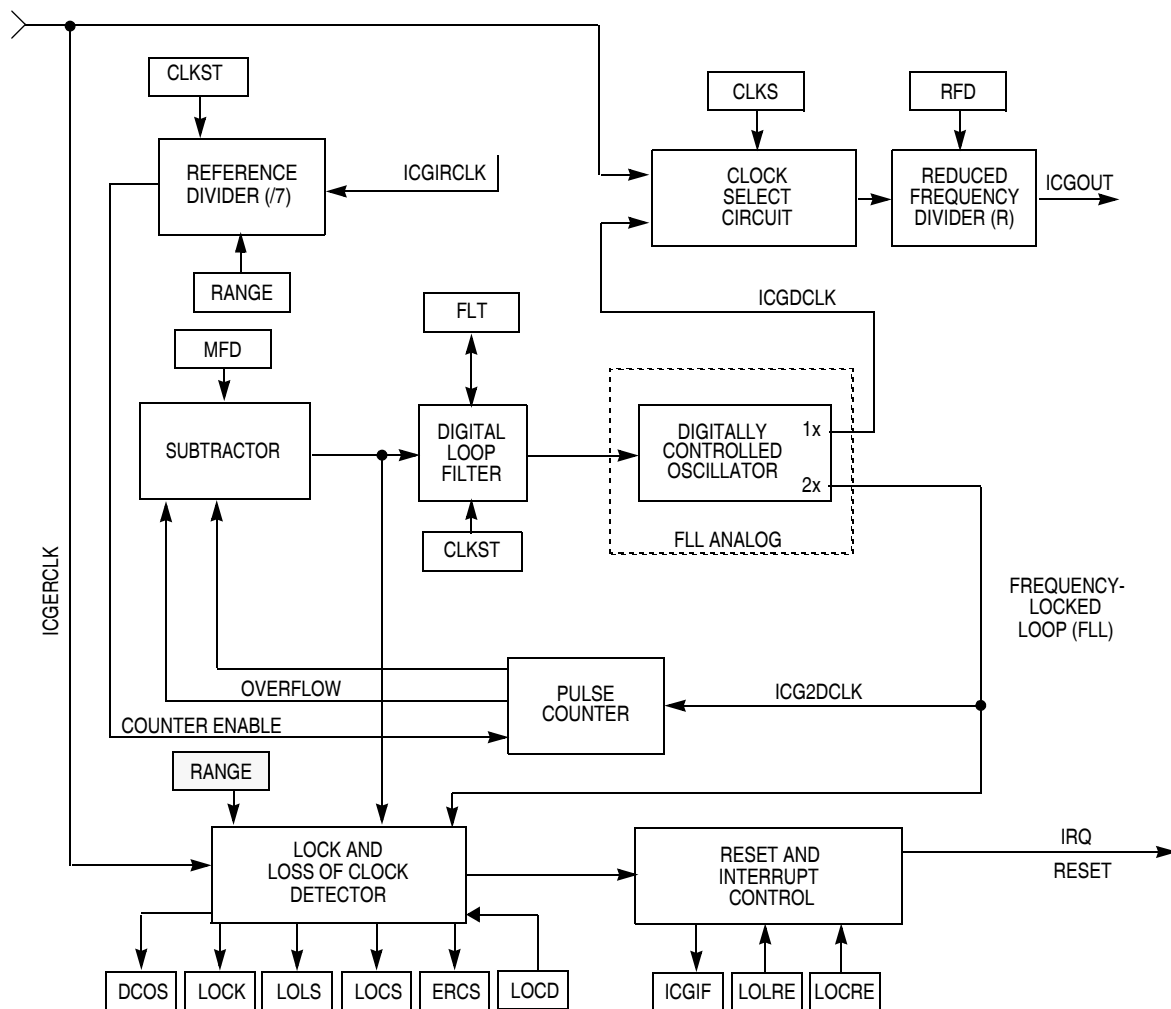 CLKST
CLKS
RFD
REFERENCE
DIVIDER (/7)
ICGIRCLK
CLOCK
SELECT
CIRCUIT
REDUCED
FREQUENCY
DIVIDER (R)
ICGOUT
RANGE
FLT
ICGDCLK
MFD
SUBTRACTOR
DIGITAL
LOOP
FILTER
DIGITALLY
CONTROLLED
OSCILLATOR
1x
2x
CLKST
FLL ANALOG
ICGERCLK
FREQUENCY-
LOCKED
LOOP (FLL)
OVERFLOW
PULSE
COUNTER
ICG2DCLK
COUNTER ENABLE
RANGE
LOCK AND
LOSS OF CLOCK
DETECTOR
RESET AND
INTERRUPT
CONTROL
IRQ
RESET
DCOS
LOCK
LOLS
LOCS
ERCS
LOCD
ICGIF
LOLRE
LOCRE